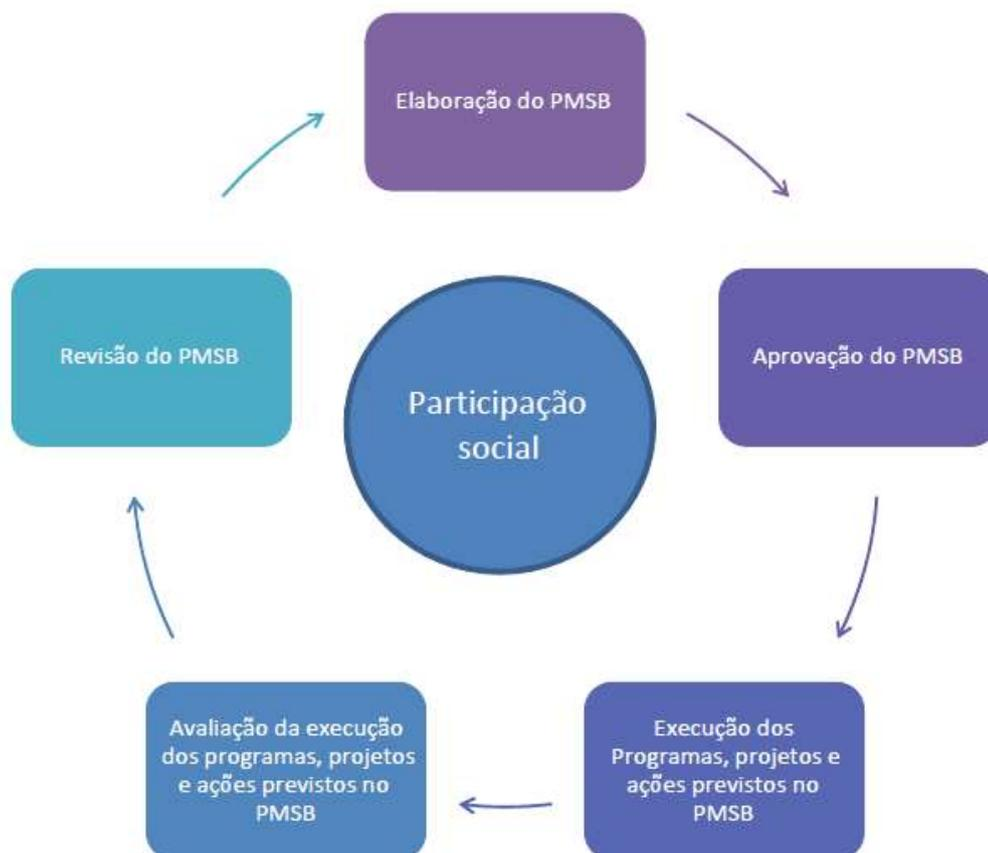 Elaboração do PMSB
Revisão do PMSB
Participação
social
Aprovação do PMSB
Avaliação da execução
dos programas, projetos
e ações previstos no
PMSB
Execução dos
Programas, projetos e
ações previstos no
PMSB